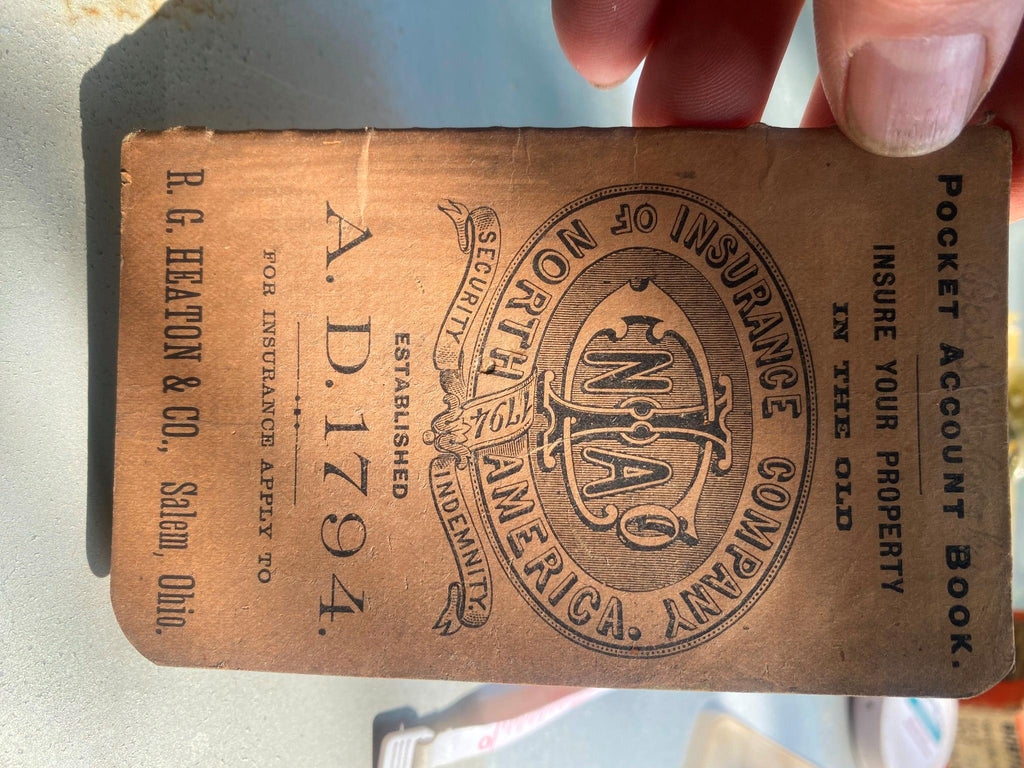 POCKET ACCOUNT BOOK.
INSURE YOUR PROPERTY
IN THE OLD
INSURANCE COMPANY
OF NORTH AMERICA.
I N A Co
SECURITY 1794 INDEMNITY.
ESTABLISHED
A. D. 1794.
FOR INSURANCE APPLY TO
R. G. HEATON & CO., Salem, Ohio.